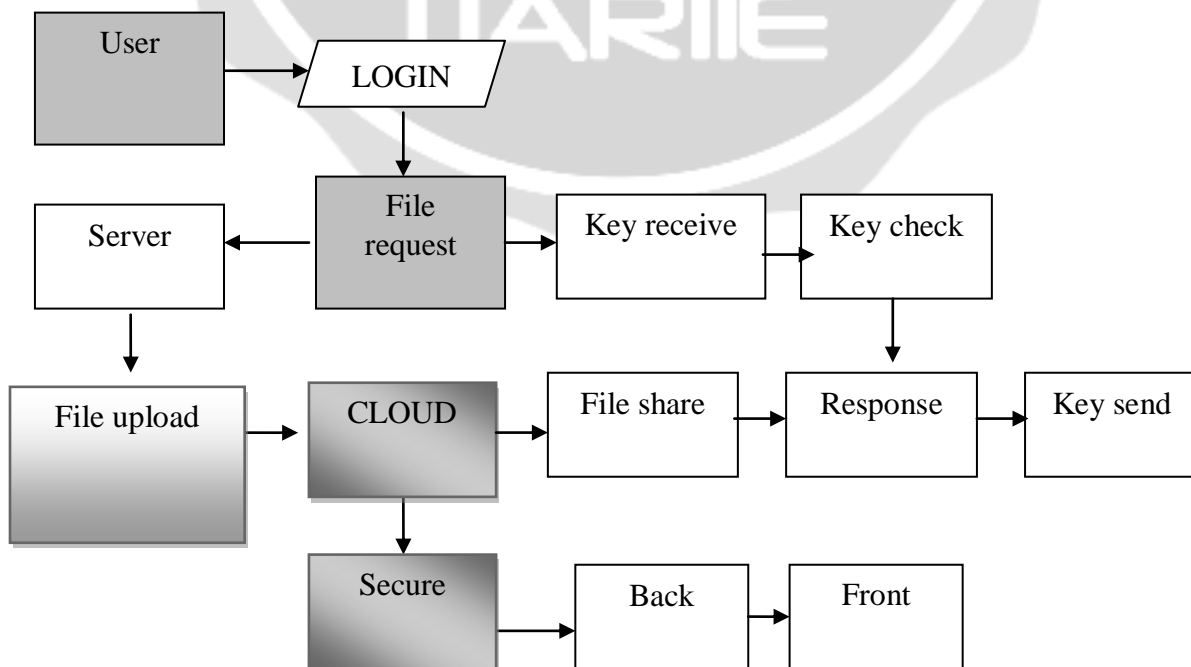 IJARIIE
User
LOGIN
File
request
Server
Key receive
Key check
File upload
CLOUD
File share
Response
Key send
Secure
Back
Front